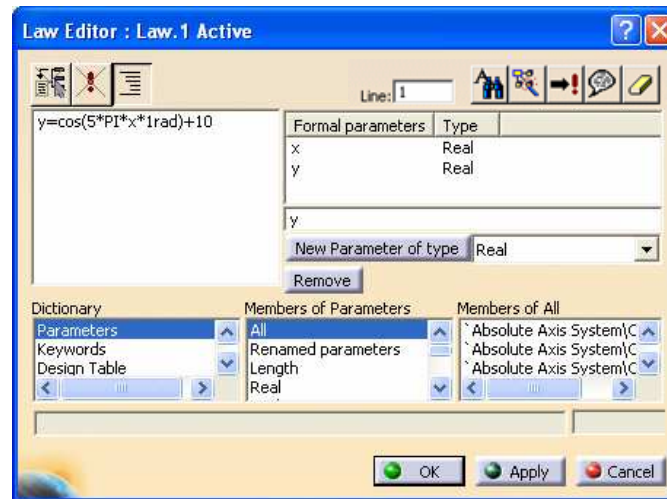 Law Editor : Law.1 Active
Line: 1
y=cos(5*PI*x*1rad)+10
Formal parameters Type
x Real
y Real
y
New Parameter of type Real
Remove
Dictionary Members of Parameters Members of All
Parameters All `Absolute Axis System\C
Keywords Renamed parameters `Absolute Axis System\C
Design Table Length `Absolute Axis System\C
Real
OK Apply Cancel